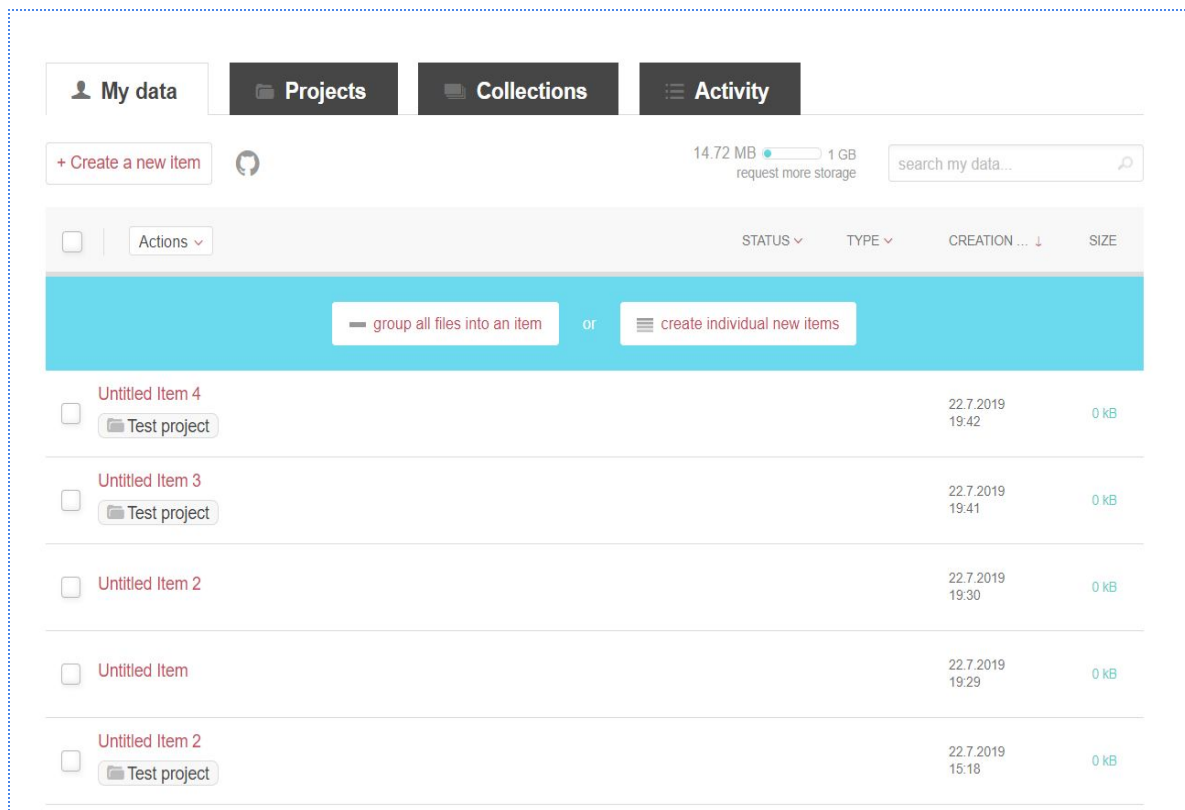 My data Projects Collections Activity
+ Create a new item 14.72 MB 1 GB search my data...
request more storage
Actions STATUS TYPE CREATION ... ↓ SIZE
group all files into an item or create individual new items
Untitled Item 4
Test project
22.7.2019
19:42
0 kB
Untitled Item 3
Test project
22.7.2019
19:41
0 kB
Untitled Item 2
22.7.2019
19:30
0 kB
Untitled Item
22.7.2019
19:29
0 kB
Untitled Item 2
Test project
22.7.2019
15:18
0 kB